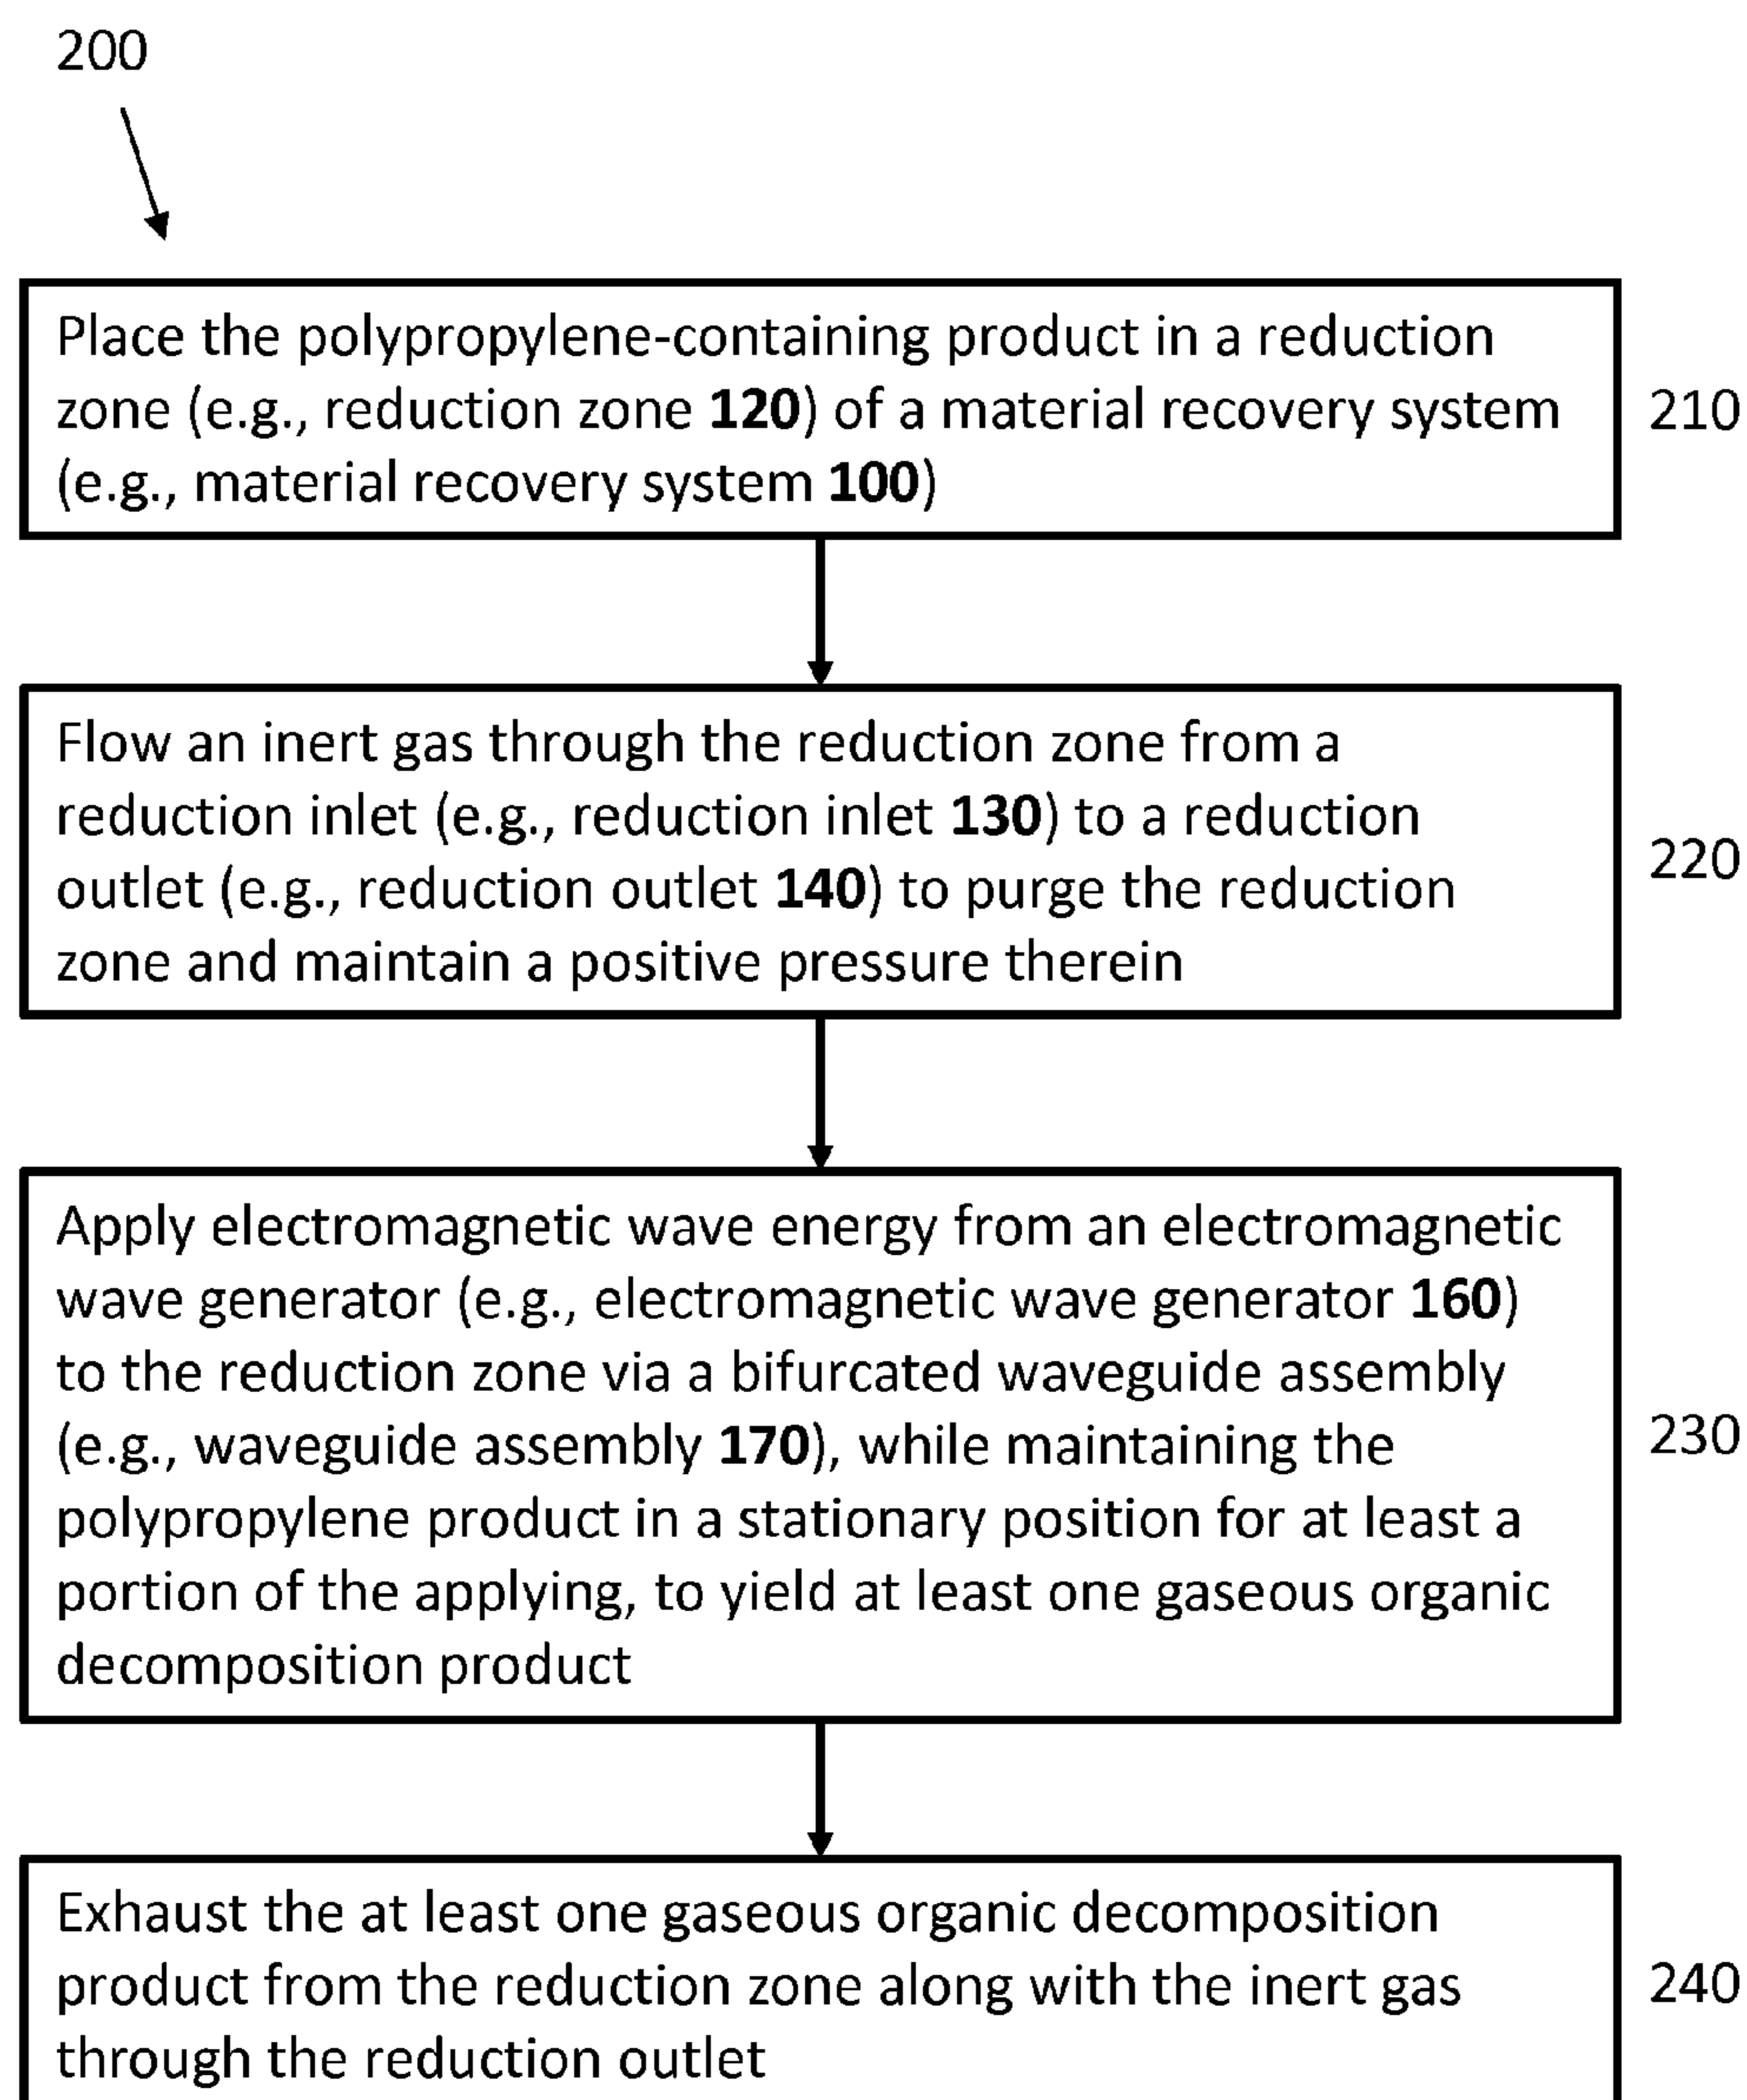 200
Place the polypropylene-containing product in a reduction
zone (e.g., reduction zone 120) of a material recovery system
(e.g., material recovery system 100)
210
Flow an inert gas through the reduction zone from a
reduction inlet (e.g., reduction inlet 130) to a reduction
outlet (e.g., reduction outlet 140) to purge the reduction
zone and maintain a positive pressure therein
220
Apply electromagnetic wave energy from an electromagnetic
wave generator (e.g., electromagnetic wave generator 160)
to the reduction zone via a bifurcated waveguide assembly
(e.g., waveguide assembly 170), while maintaining the
polypropylene product in a stationary position for at least a
portion of the applying, to yield at least one gaseous organic
decomposition product
230
Exhaust the at least one gaseous organic decomposition
product from the reduction zone along with the inert gas
through the reduction outlet
240